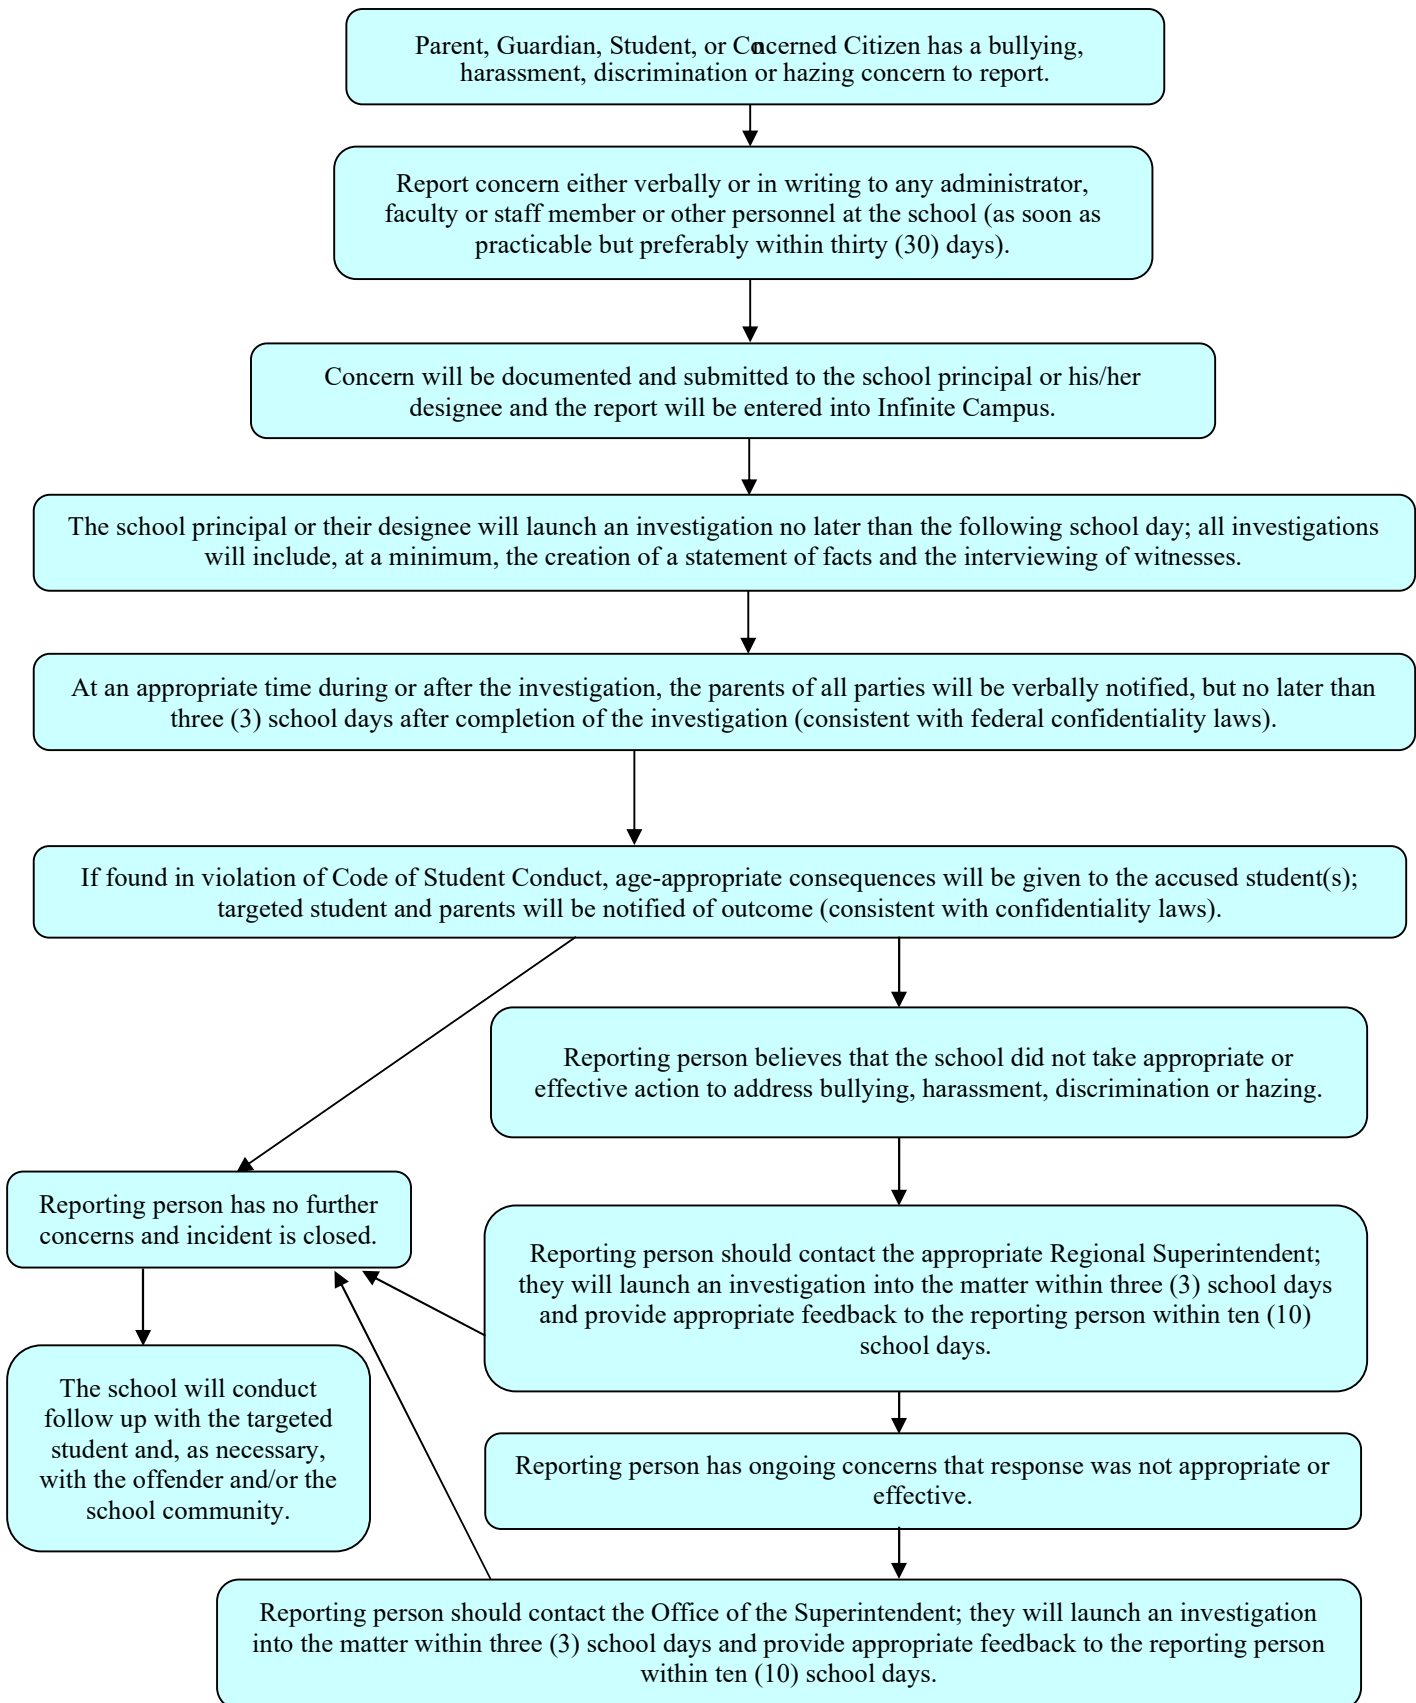 Parent, Guardian, Student, or Concerned Citizen has a bullying,
harassment, discrimination or hazing concern to report.
Report concern either verbally or in writing to any administrator,
faculty or staff member or other personnel at the school (as soon as
practicable but preferably within thirty (30) days).
Concern will be documented and submitted to the school principal or his/her
designee and the report will be entered into Infinite Campus.
The school principal or their designee will launch an investigation no later than the following school day; all investigations
will include, at a minimum, the creation of a statement of facts and the interviewing of witnesses.
At an appropriate time during or after the investigation, the parents of all parties will be verbally notified, but no later than
three (3) school days after completion of the investigation (consistent with federal confidentiality laws).
If found in violation of Code of Student Conduct, age-appropriate consequences will be given to the accused student(s);
targeted student and parents will be notified of outcome (consistent with confidentiality laws).
Reporting person believes that the school did not take appropriate or
effective action to address bullying, harassment, discrimination or hazing.
Reporting person has no further
concerns and incident is closed.
Reporting person should contact the appropriate Regional Superintendent;
they will launch an investigation into the matter within three (3) school days
and provide appropriate feedback to the reporting person within ten (10)
school days.
The school will conduct
follow up with the targeted
student and, as necessary,
with the offender and/or the
school community.
Reporting person has ongoing concerns that response was not appropriate or
effective.
Reporting person should contact the Office of the Superintendent; they will launch an investigation
into the matter within three (3) school days and provide appropriate feedback to the reporting person
within ten (10) school days.